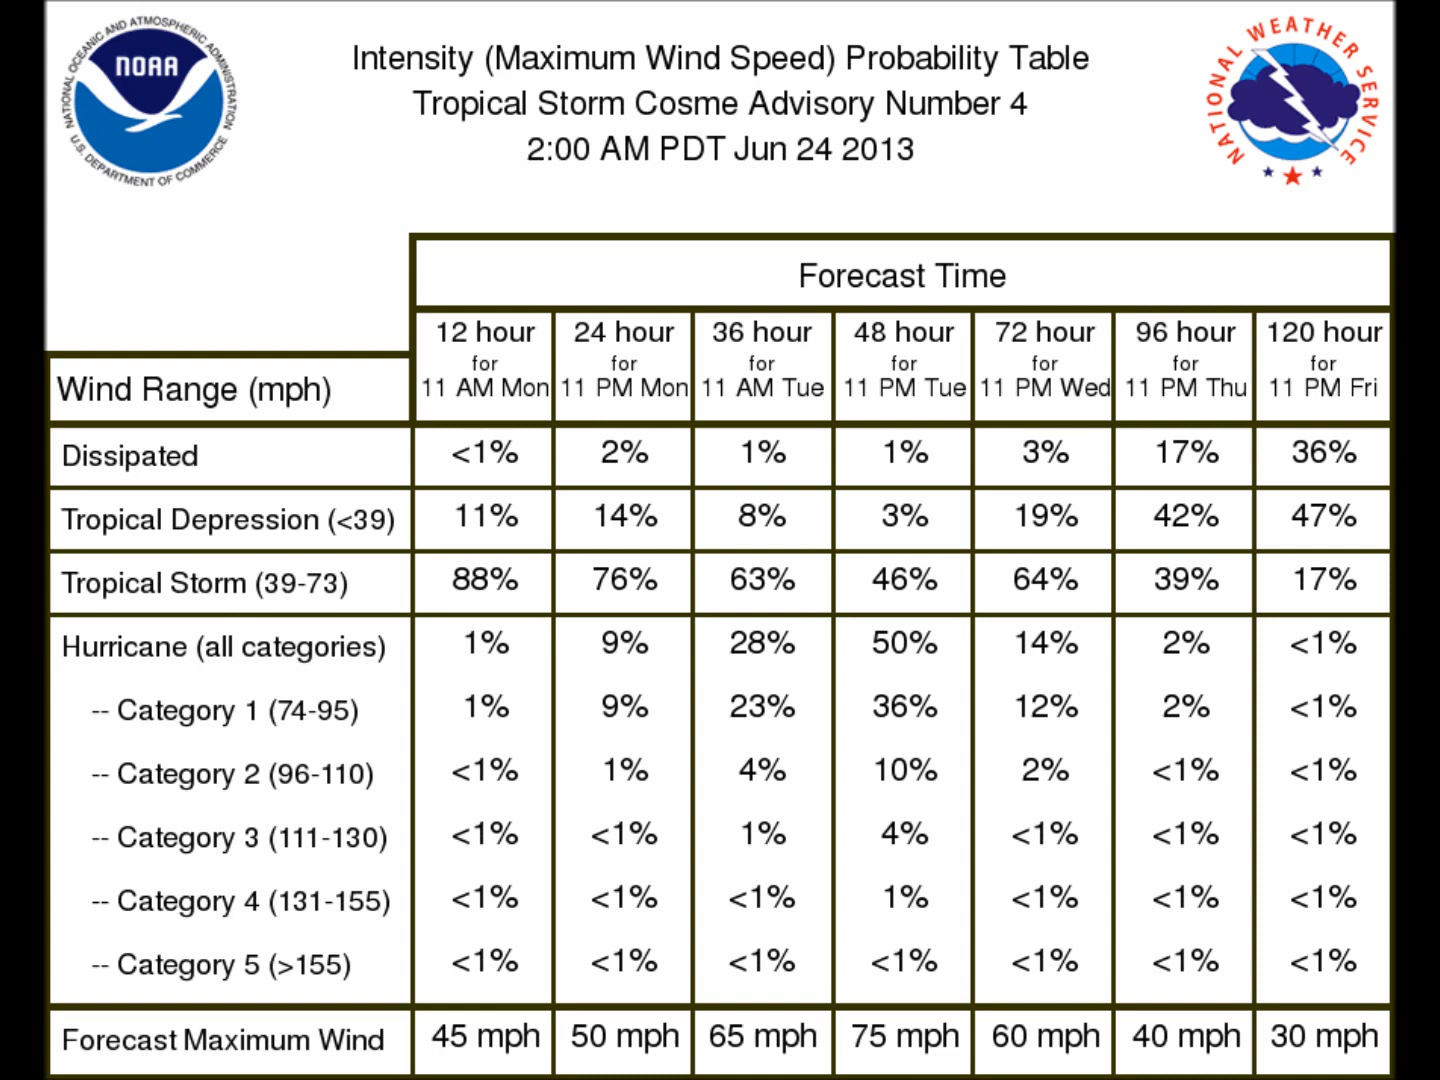 NATIONAL OCEANIC AND ATMOSPHERIC ADMINISTRATION
U.S. DEPARTMENT OF COMMERCE
NOAA
Intensity (Maximum Wind Speed) Probability Table
Tropical Storm Cosme Advisory Number 4
2:00 AM PDT Jun 24 2013
NATIONAL WEATHER SERVICE
Forecast Time
12 hour 24 hour 36 hour 48 hour 72 hour 96 hour 120 hour
for for for for for for for
Wind Range (mph) 11 AM Mon 11 PM Mon 11 AM Tue 11 PM Tue 11 PM Wed 11 PM Thu 11 PM Fri
Dissipated <1% 2% 1% 1% 3% 17% 36%
Tropical Depression (<39) 11% 14% 8% 3% 19% 42% 47%
Tropical Storm (39-73) 88% 76% 63% 46% 64% 39% 17%
Hurricane (all categories) 1% 9% 28% 50% 14% 2% <1%
-- Category 1 (74-95) 1% 9% 23% 36% 12% 2% <1%
-- Category 2 (96-110) <1% 1% 4% 10% 2% <1% <1%
-- Category 3 (111-130) <1% <1% 1% 4% <1% <1% <1%
-- Category 4 (131-155) <1% <1% <1% 1% <1% <1% <1%
-- Category 5 (>155) <1% <1% <1% <1% <1% <1% <1%
Forecast Maximum Wind 45 mph 50 mph 65 mph 75 mph 60 mph 40 mph 30 mph